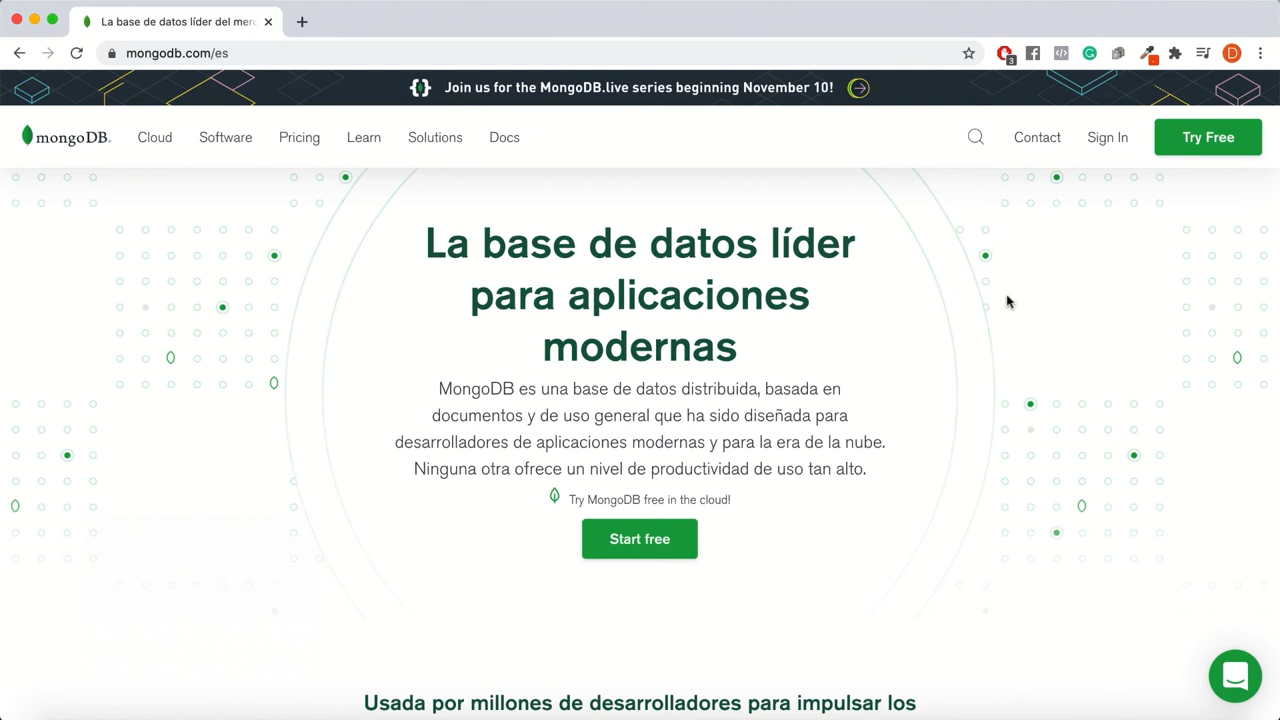 La base de datos líder del merc
mongodb.com/es
3
D
Join us for the MongoDB.live series beginning November 10!
mongoDB.
Cloud
Software
Pricing
Learn
Solutions
Docs
Contact
Sign In
Try Free
La base de datos líder
para aplicaciones
modernas
MongoDB es una base de datos distribuida, basada en
documentos y de uso general que ha sido diseñada para
desarrolladores de aplicaciones modernas y para la era de la nube.
Ninguna otra ofrece un nivel de productividad de uso tan alto.
Try MongoDB free in the cloud!
Start free
Usada por millones de desarrolladores para impulsar los